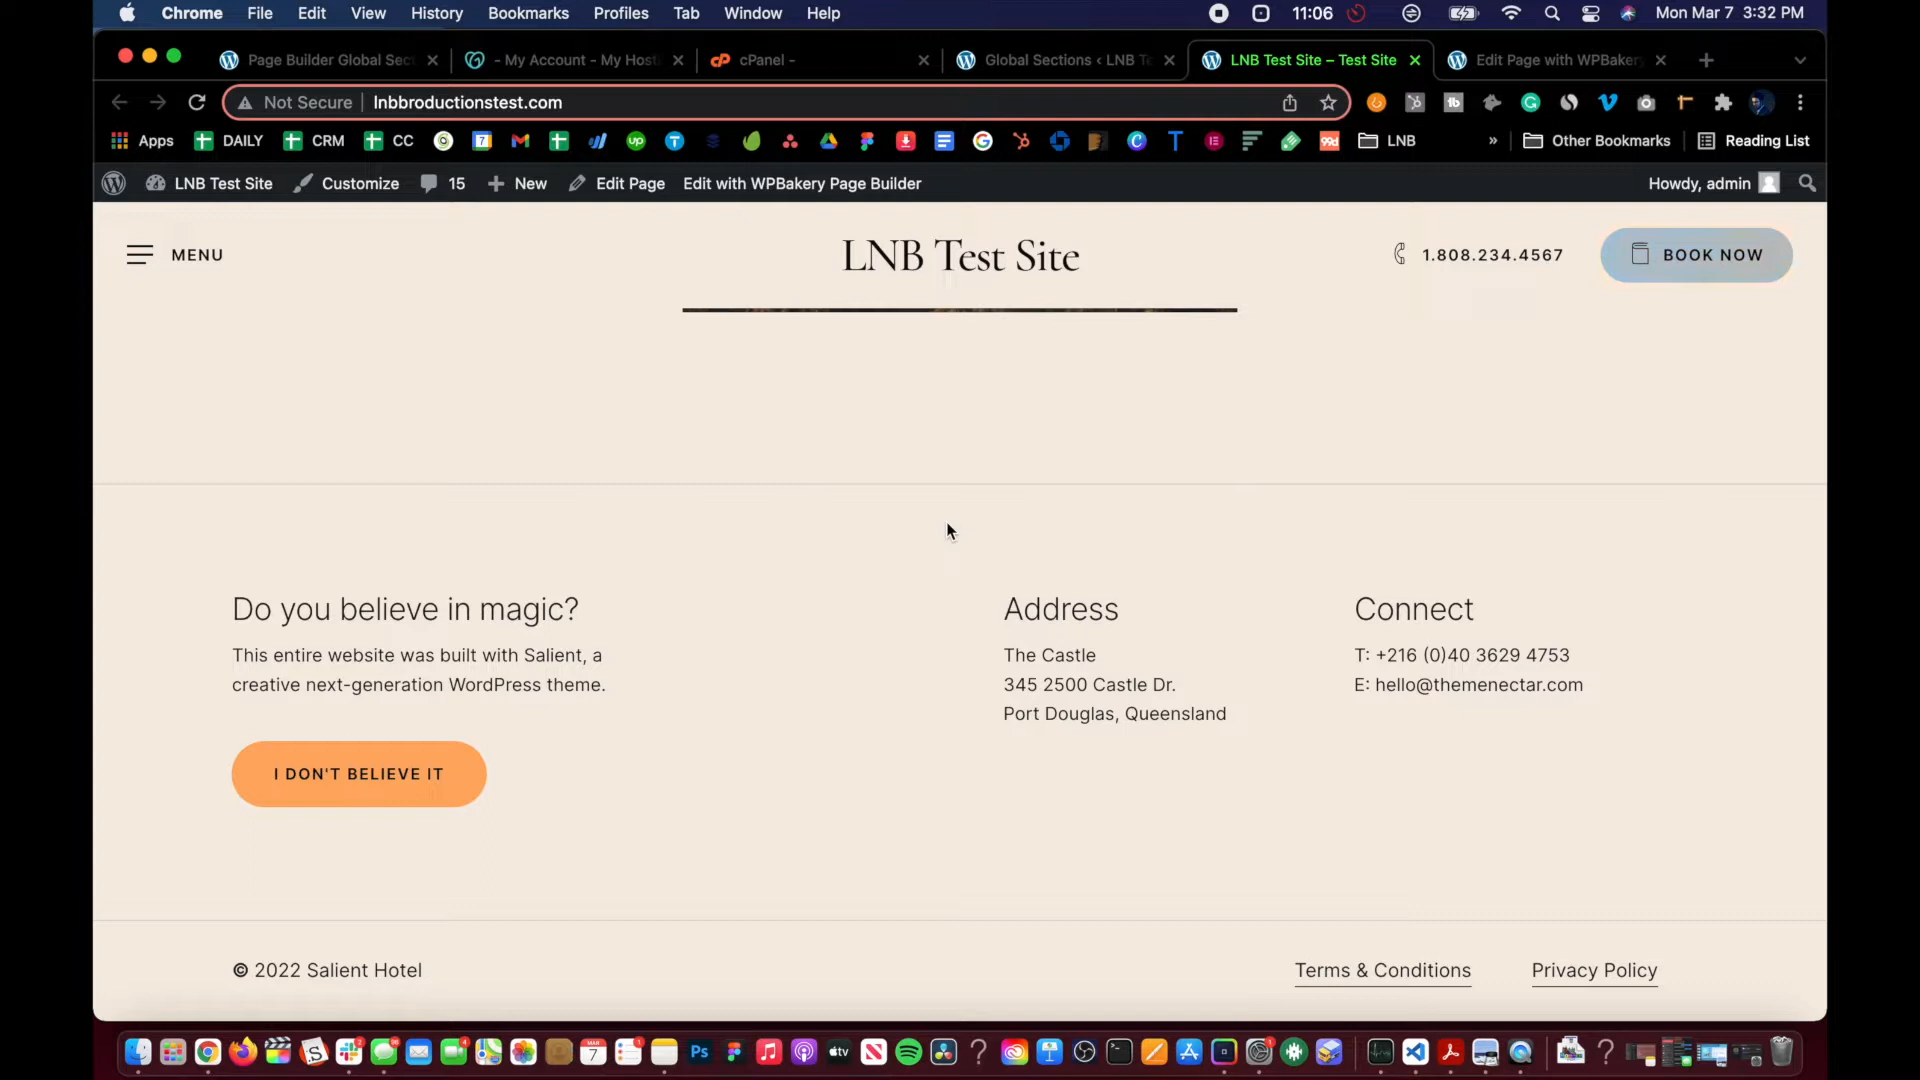 Chrome File Edit View History Bookmarks Profiles Tab Window Help 11:06 Mon Mar 7 3:32 PM
Page Builder Global Sec - My Account - My Host cPanel - Global Sections ‹ LNB Te LNB Test Site – Test Site Edit Page with WPBakery
Not Secure lnbbroductionstest.com
Apps DAILY CRM CC LNB » Other Bookmarks Reading List
LNB Test Site Customize 15 New Edit Page Edit with WPBakery Page Builder Howdy, admin
MENU LNB Test Site 1.808.234.4567 BOOK NOW
Do you believe in magic? Address Connect
This entire website was built with Salient, a The Castle T: +216 (0)40 3629 4753
creative next-generation WordPress theme. 345 2500 Castle Dr. E: hello@themenectar.com
Port Douglas, Queensland
I DON'T BELIEVE IT
© 2022 Salient Hotel Terms & Conditions Privacy Policy